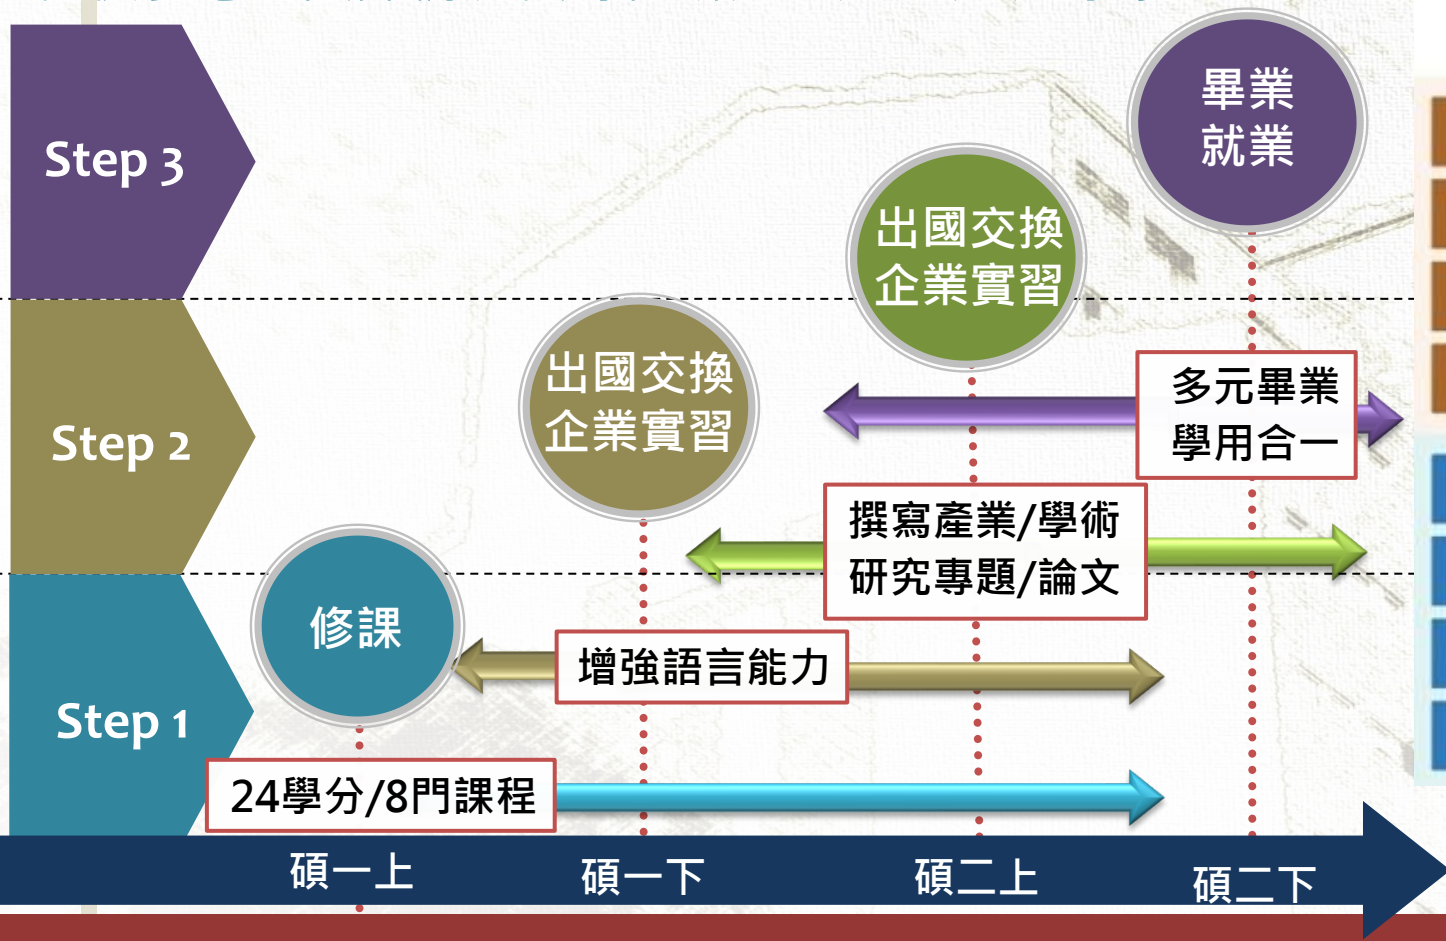 Step 3
畢業
就業
出國交換
企業實習
Step 2
出國交換
企業實習
多元畢業
學用合一
撰寫產業/學術
研究專題/論文
修課
增強語言能力
Step 1
24學分/8門課程
碩一上
碩一下
碩二上
碩二下